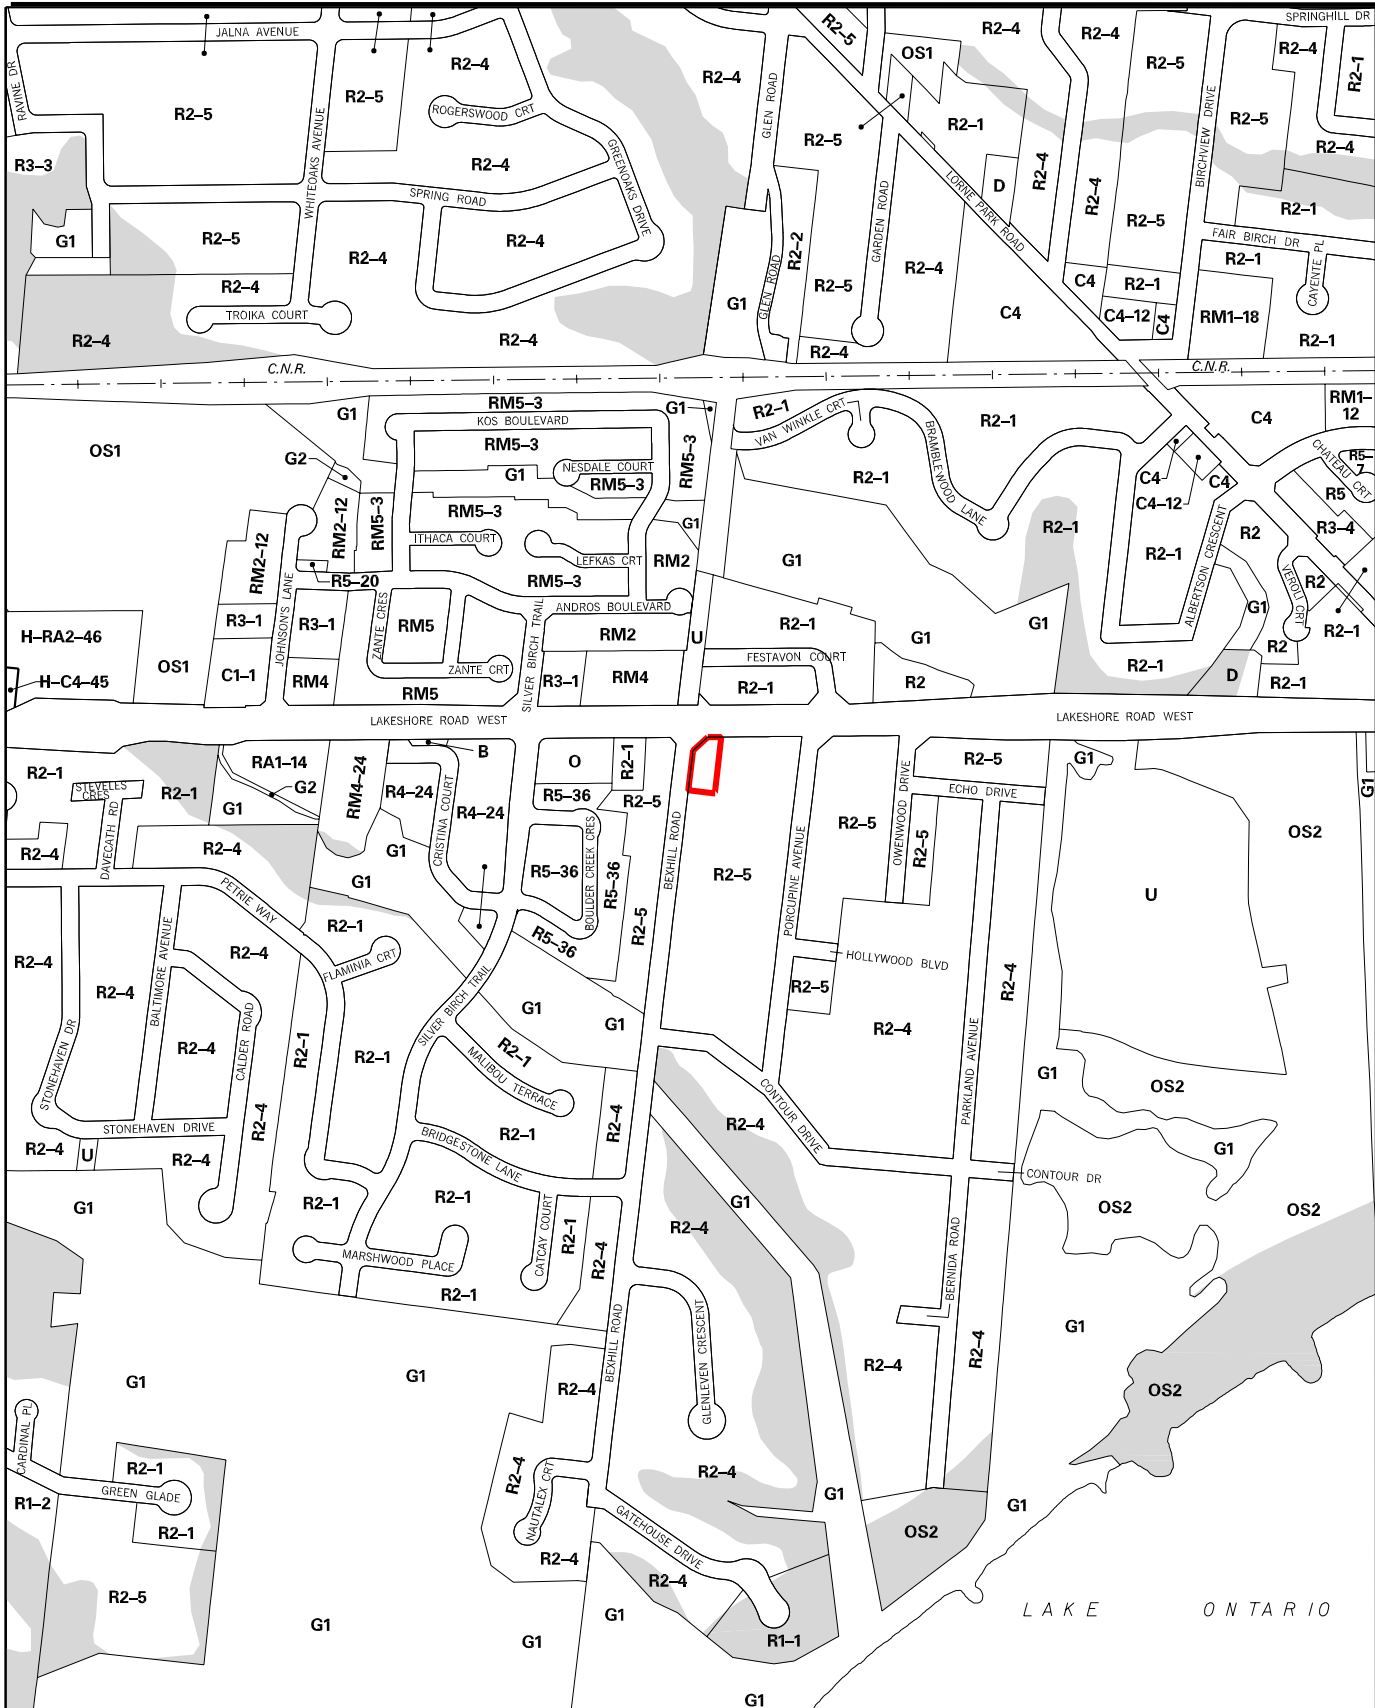 SPRINGHILL DR
JALNA AVENUE
R2–5
R2–4
R2–4
R2–4
OS1
R2–4
R2–4
R2–5
R2–1
RAVINE DR
R2–5
R2–5
ROGERSWOOD CRT
GLEN ROAD
R2–5
R2–1
BIRCHVIEW DRIVE
R2–5
R2–4
WHITEOAKS AVENUE
GREENOAKS DRIVE
R3–3
R2–4
SPRING ROAD
D
R2–4
R2–4
LORNE PARK ROAD
R2–1
G1
R2–5
R2–4
R2–4
R2–2
GARDEN ROAD
R2–5
FAIR BIRCH DR
R2–4
R2–4
C4
R2–1
R2–1
CAYENTE PL
TROIKA COURT
G1
GLEN ROAD
R2–5
C4
C4–12
C4
RM1–18
R2–4
R2–4
R2–4
R2–1
C.N.R.
C.N.R.
G1
RM5–3
G1
R2–1
VAN WINKLE CRT
R2–1
C4
RM1–
12
KOS BOULEVARD
BRAMBLEWOOD LANE
OS1
RM5–3
RM5–3
CHATEAU CRT
R5–
7
G2
G1
NESDALE COURT
RM5–3
R2–1
C4
C4
C4–12
R5
RM2–12
RM2–12
RM5–3
RM5–3
G1
R2–1
R2
R3–4
ITHACA COURT
LEFKAS CRT
RM2
G1
R2–1
ALBERTSON CRESCENT
JOHNSON'S LANE
R5–20
RM5–3
ANDROS BOULEVARD
R2
VEROLI CRT
G1
H–RA2–46
R3–1
R3–1
ZANTE CRES
RM5
SILVER BIRCH TRAIL
RM2
U
R2–1
G1
G1
R2–1
R2
H–C4–45
OS1
C1–1
RM4
ZANTE CRT
FESTAVON COURT
R2–1
D
R2–1
RM5
R3–1
RM4
R2–1
R2
LAKESHORE ROAD WEST
LAKESHORE ROAD WEST
R2–1
RA1–14
B
O
R2–1
R2–5
G1
STEVELES
CRES
R2–1
G2
RM4–24
R4–24
CRISTINA COURT
R4–24
R5–36
R2–5
OWENWOOD DRIVE
ECHO DRIVE
G1
DAVECATH RD
G1
R2–5
R2–5
OS2
R2–4
R2–4
G1
BEXHILL ROAD
PORCUPINE AVENUE
G1
R5–36
BOULDER CREEK CRES
R5–36
R2–5
U
PETRIE WAY
R2–1
R5–36
R2–5
R2–4
R2–4
R2–4
BALTIMORE AVENUE
FLAMINIA CRT
HOLLYWOOD BLVD
R2–5
R2–4
R2–4
CALDER ROAD
SILVER BIRCH TRAIL
G1
G1
R2–4
STONEHAVEN DR
R2–1
R2–1
R2–1
PARKLAND AVENUE
G1
MALIBOU TERRACE
CONTOUR DRIVE
OS2
STONEHAVEN DRIVE
R2–4
BRIDGESTONE LANE
R2–1
R2–4
R2–4
R2–4
U
R2–4
G1
CONTOUR DR
G1
R2–1
R2–1
CATCAY COURT
R2–1
R2–4
G1
R2–4
BERNIDA ROAD
OS2
OS2
MARSHWOOD PLACE
R2–1
BEXHILL ROAD
GLENLEVEN CRESCENT
R2–4
G1
R2–4
G1
G1
R2–4
OS2
CARDINAL PL
R2–1
GREEN GLADE
R2–4
R2–4
R1–2
R2–1
NAUTALEX CRT
GATEHOUSE DRIVE
G1
G1
OS2
R2–4
R2–5
R2–4
G1
G1
G1
R1–1
LAKE ONTARIO
G1